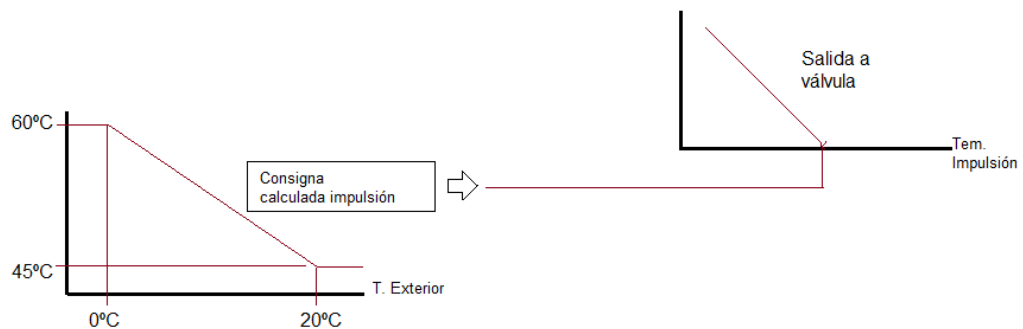 Salida a
válvula
Tem.
Impulsión
60ºC
Consigna
calculada impulsión
45ºC
T. Exterior
0ºC
20ºC